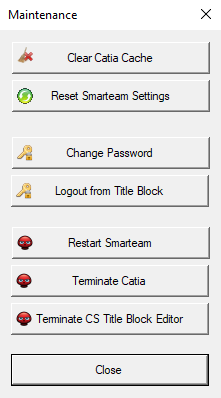 Maintenance
Clear Catia Cache
Reset Smarteam Settings
Change Password
Logout from Title Block
Restart Smarteam
Terminate Catia
Terminate CS Title Block Editor
Close